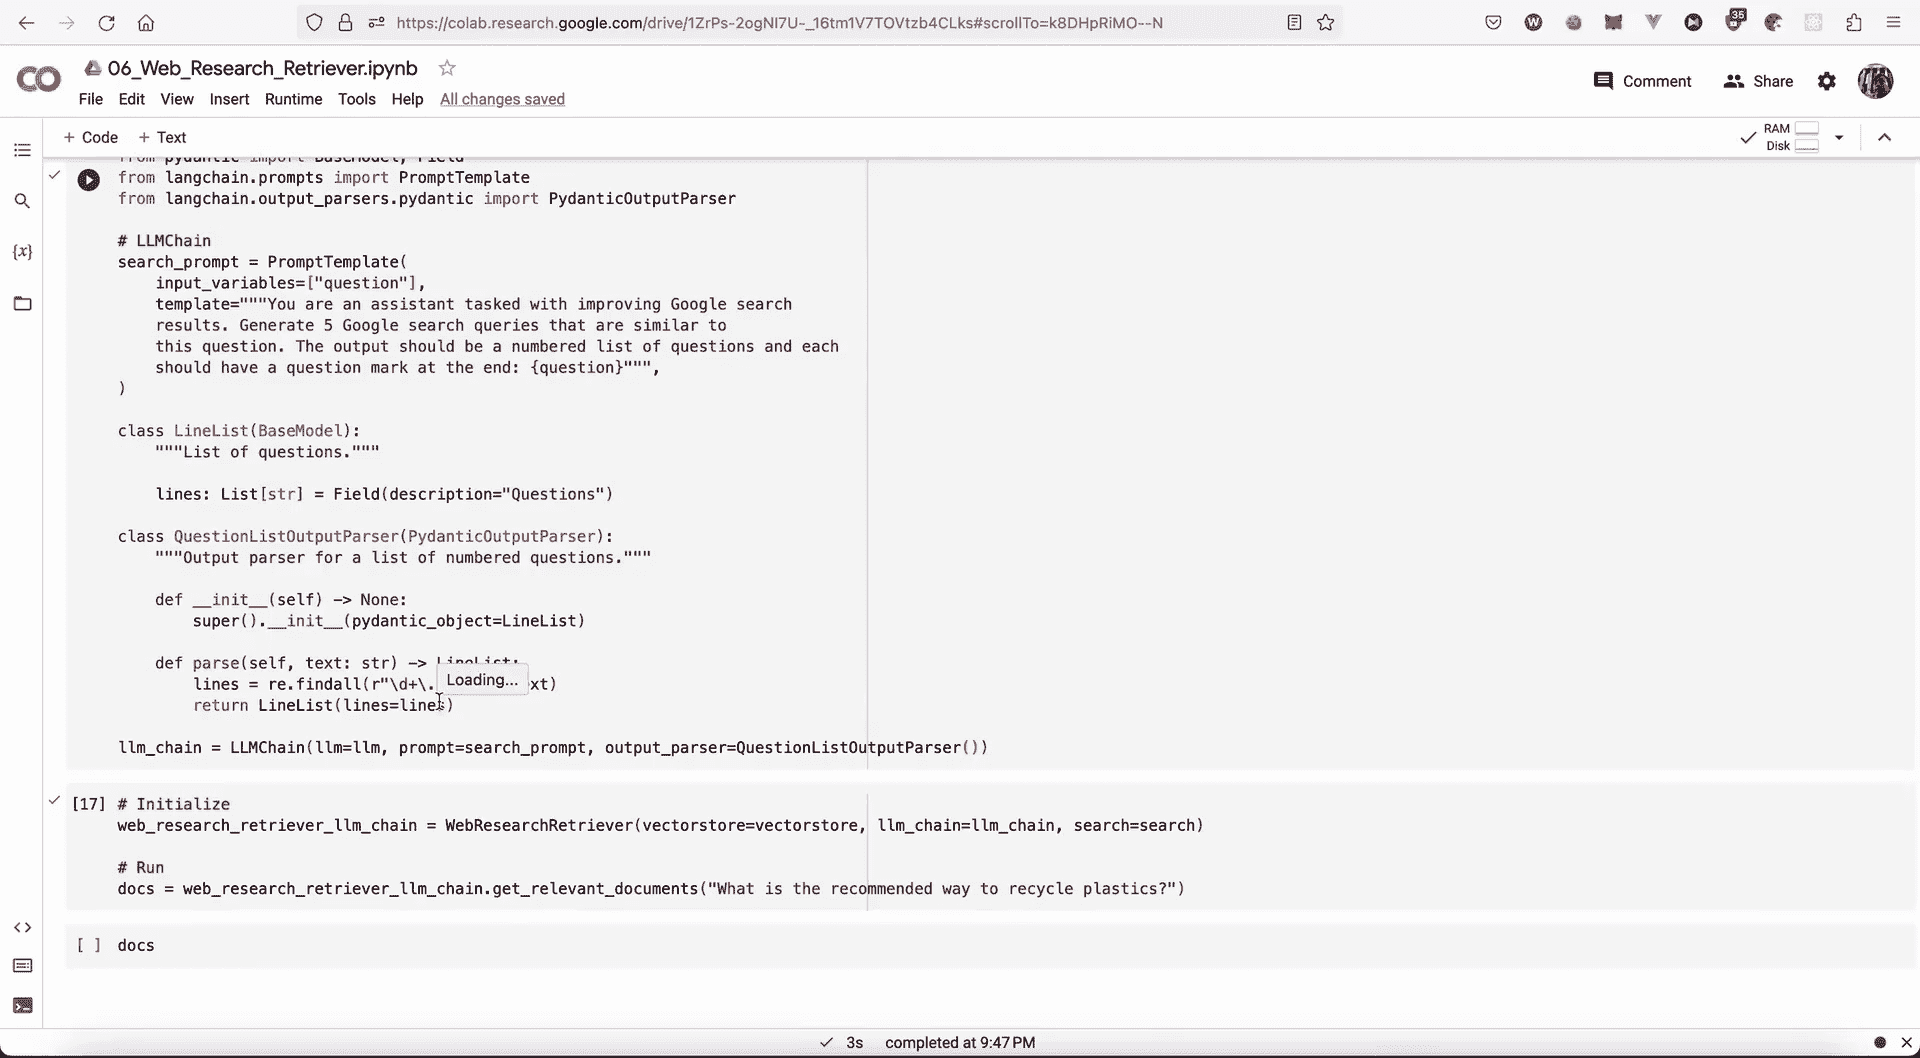 https://colab.research.google.com/drive/1ZrPs-2ogNI7U-_16tm1V7TOVtzb4CLks#scrollTo=k8DHpRiMO--N
35
06_Web_Research_Retriever.ipynb
Comment
Share
File Edit View Insert Runtime Tools Help All changes saved
+ Code + Text
RAM
Disk
from pydantic import BaseModel, Field
from langchain.prompts import PromptTemplate
from langchain.output_parsers.pydantic import PydanticOutputParser
# LLMChain
search_prompt = PromptTemplate(
input_variables=["question"],
template="""You are an assistant tasked with improving Google search
results. Generate 5 Google search queries that are similar to
this question. The output should be a numbered list of questions and each
should have a question mark at the end: {question}""",
)
class LineList(BaseModel):
"""List of questions."""
lines: List[str] = Field(description="Questions")
class QuestionListOutputParser(PydanticOutputParser):
"""Output parser for a list of numbered questions."""
def __init__(self) -> None:
super().__init__(pydantic_object=LineList)
def parse(self, text: str) -> LineList:
lines = re.findall(r"\d+\. xt)
Loading...
return LineList(lines=lines)
llm_chain = LLMChain(llm=llm, prompt=search_prompt, output_parser=QuestionListOutputParser())
[17] # Initialize
web_research_retriever_llm_chain = WebResearchRetriever(vectorstore=vectorstore, llm_chain=llm_chain, search=search)
# Run
docs = web_research_retriever_llm_chain.get_relevant_documents("What is the recommended way to recycle plastics?")
[ ] docs
3s completed at 9:47 PM